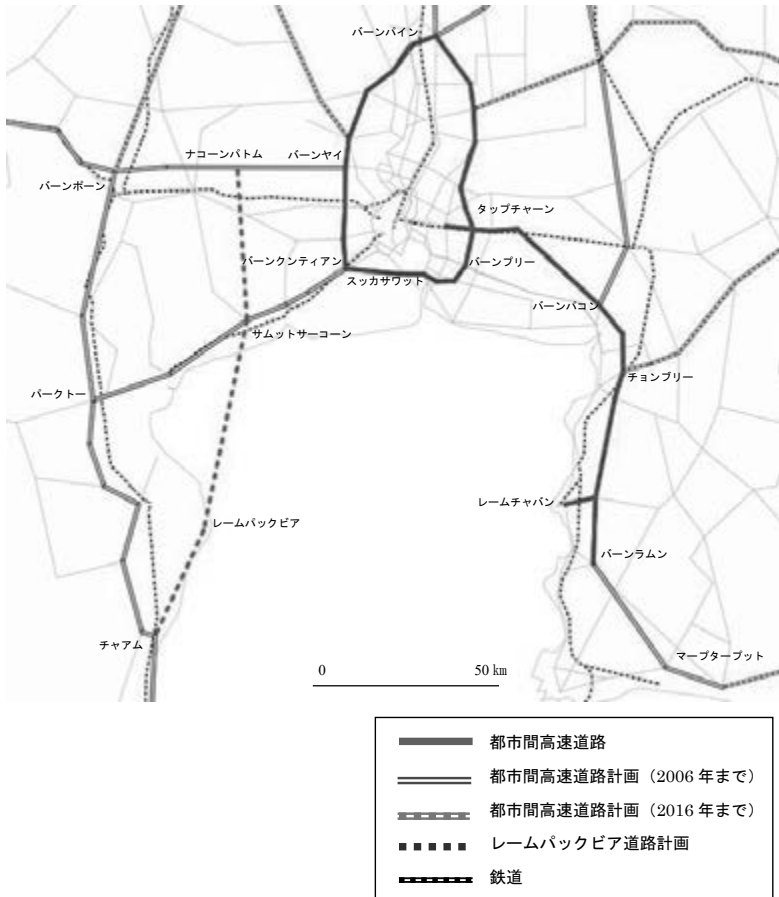 バーンパイン
ナコーンパトム
バーンヤイ
バーンポーン
タップチャーン
バーンクンティアン
バーンプリー
スッカサワット
バーンパコン
サムットサーコーン
チョンブリー
パークトー
レームチャバン
レームパックビア
バーンラムン
チャアム
マープタープット
0 50 km
都市間高速道路
都市間高速道路計画（2006 年まで）
都市間高速道路計画（2016 年まで）
レームパックビア道路計画
鉄道